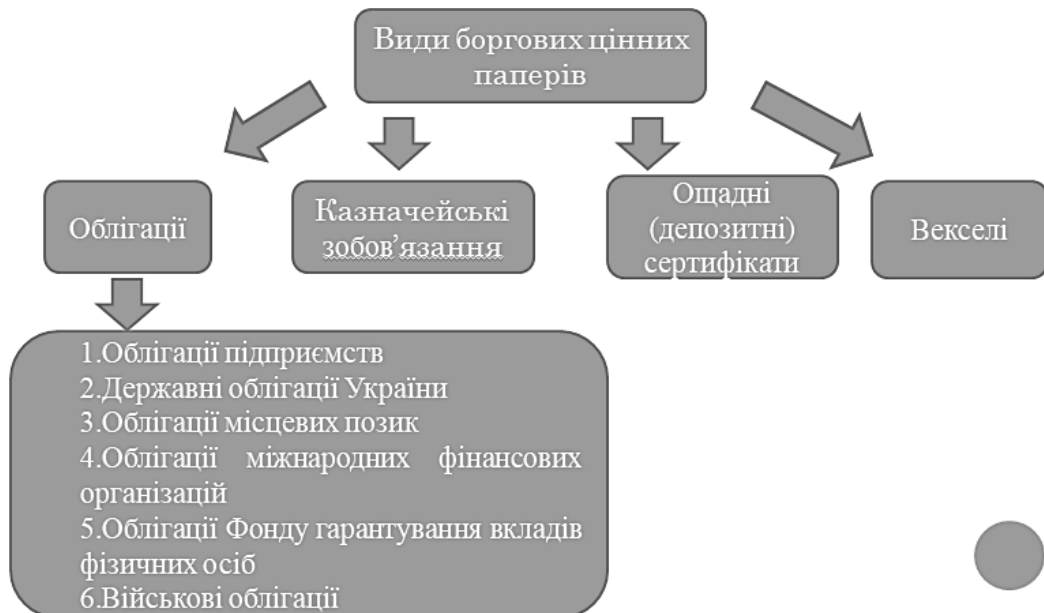 Види боргових цінних
паперів
Облігації
Казначейські
зобов’язання
Ощадні
(депозитні)
сертифікати
Векселі
1.Облігації підприємств
2.Державні облігації України
3.Облігації місцевих позик
4.Облігації міжнародних фінансових
організацій
5.Облігації Фонду гарантування вкладів
фізичних осіб
6.Військові облігації